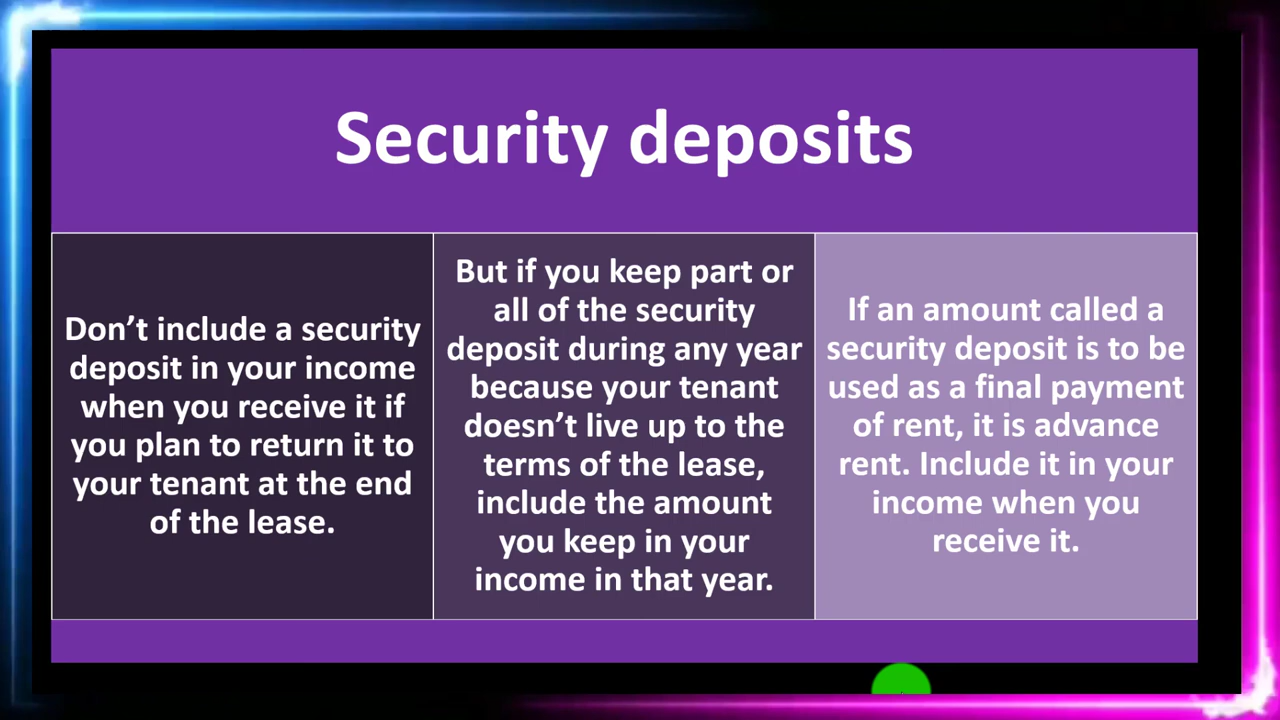 Security deposits
Don’t include a security
deposit in your income
when you receive it if
you plan to return it to
your tenant at the end
of the lease.
But if you keep part or
all of the security
deposit during any year
because your tenant
doesn’t live up to the
terms of the lease,
include the amount
you keep in your
income in that year.
If an amount called a
security deposit is to be
used as a final payment
of rent, it is advance
rent. Include it in your
income when you
receive it.